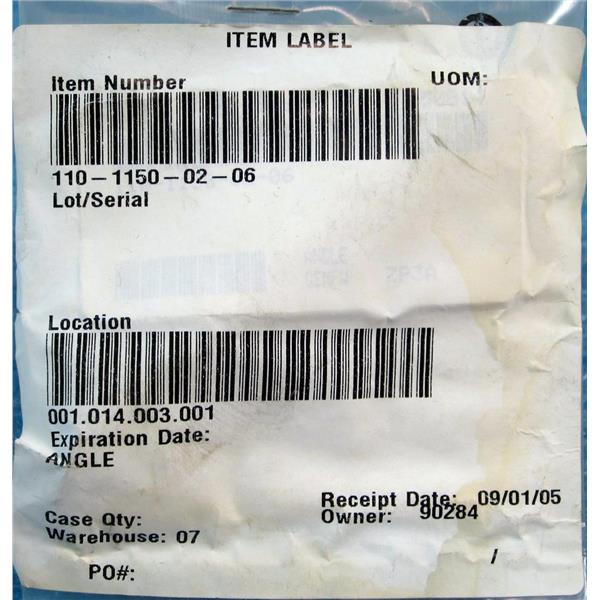 ITEM LABEL
Item Number UOM:
110-1150-02-06
Lot/Serial
Location
001.014.003.001
Expiration Date:
ANGLE
Receipt Date: 09/01/05
Case Qty: Owner: 90284
Warehouse: 07
/
PO#: